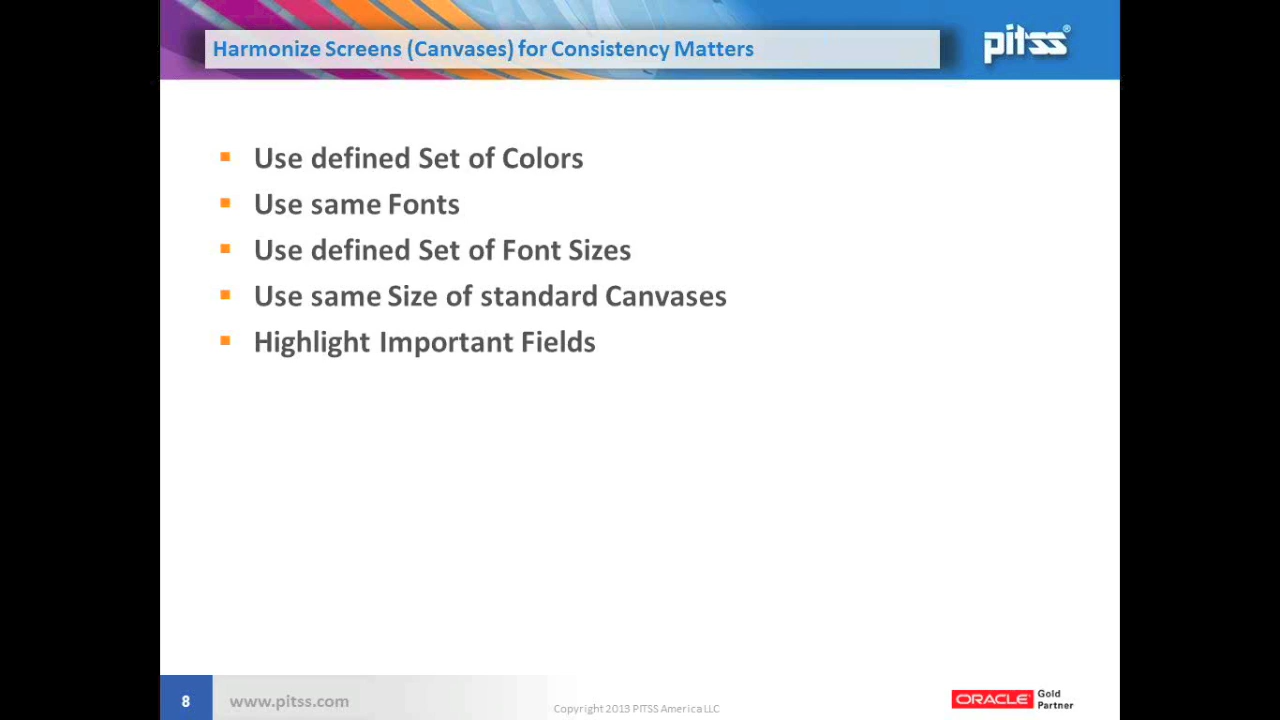 Harmonize Screens (Canvases) for Consistency Matters
pitss®
Use defined Set of Colors
Use same Fonts
Use defined Set of Font Sizes
Use same Size of standard Canvases
Highlight Important Fields
8
www.pitss.com
Copyright 2013 PITSS America LLC
ORACLE
Gold
Partner